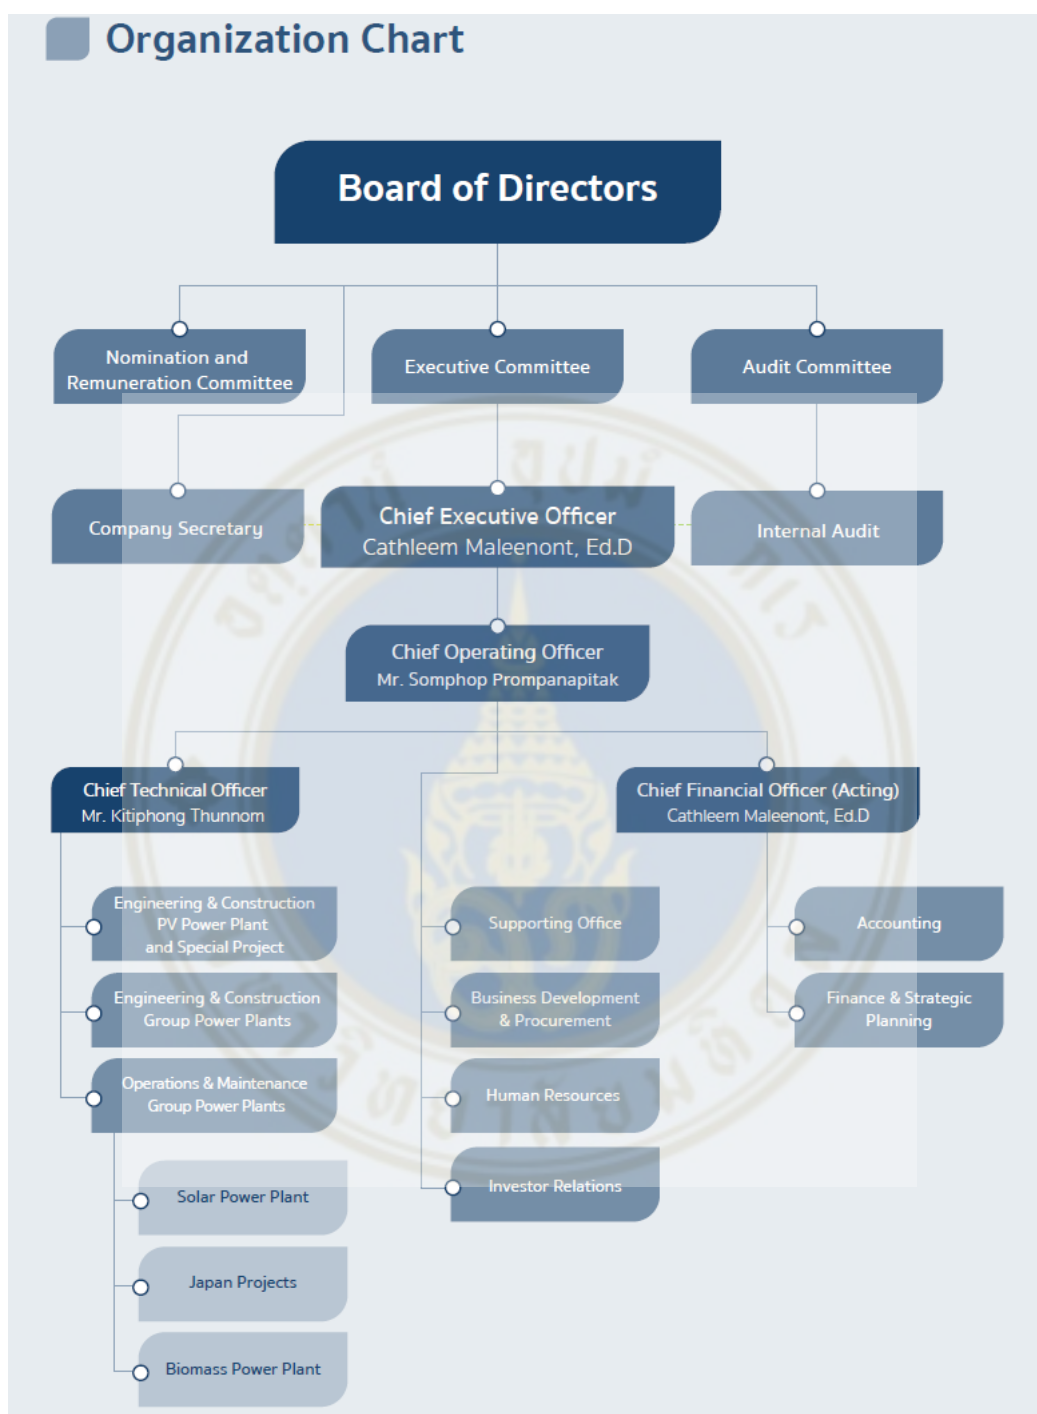 Organization Chart
Board of Directors
Nomination and
Remuneration Committee
Executive Committee
Audit Committee
Company Secretary
Chief Executive Officer
Cathleem Maleenont, Ed.D
Internal Audit
Chief Operating Officer
Mr. Somphop Prompanapitak
Chief Technical Officer
Mr. Kitiphong Thunnom
Chief Financial Officer (Acting)
Cathleem Maleenont, Ed.D
Engineering & Construction
PV Power Plant
and Special Project
Engineering & Construction
Group Power Plants
Operations & Maintenance
Group Power Plants
Solar Power Plant
Japan Projects
Biomass Power Plant
Supporting Office
Business Development
& Procurement
Human Resources
Investor Relations
Accounting
Finance & Strategic
Planning